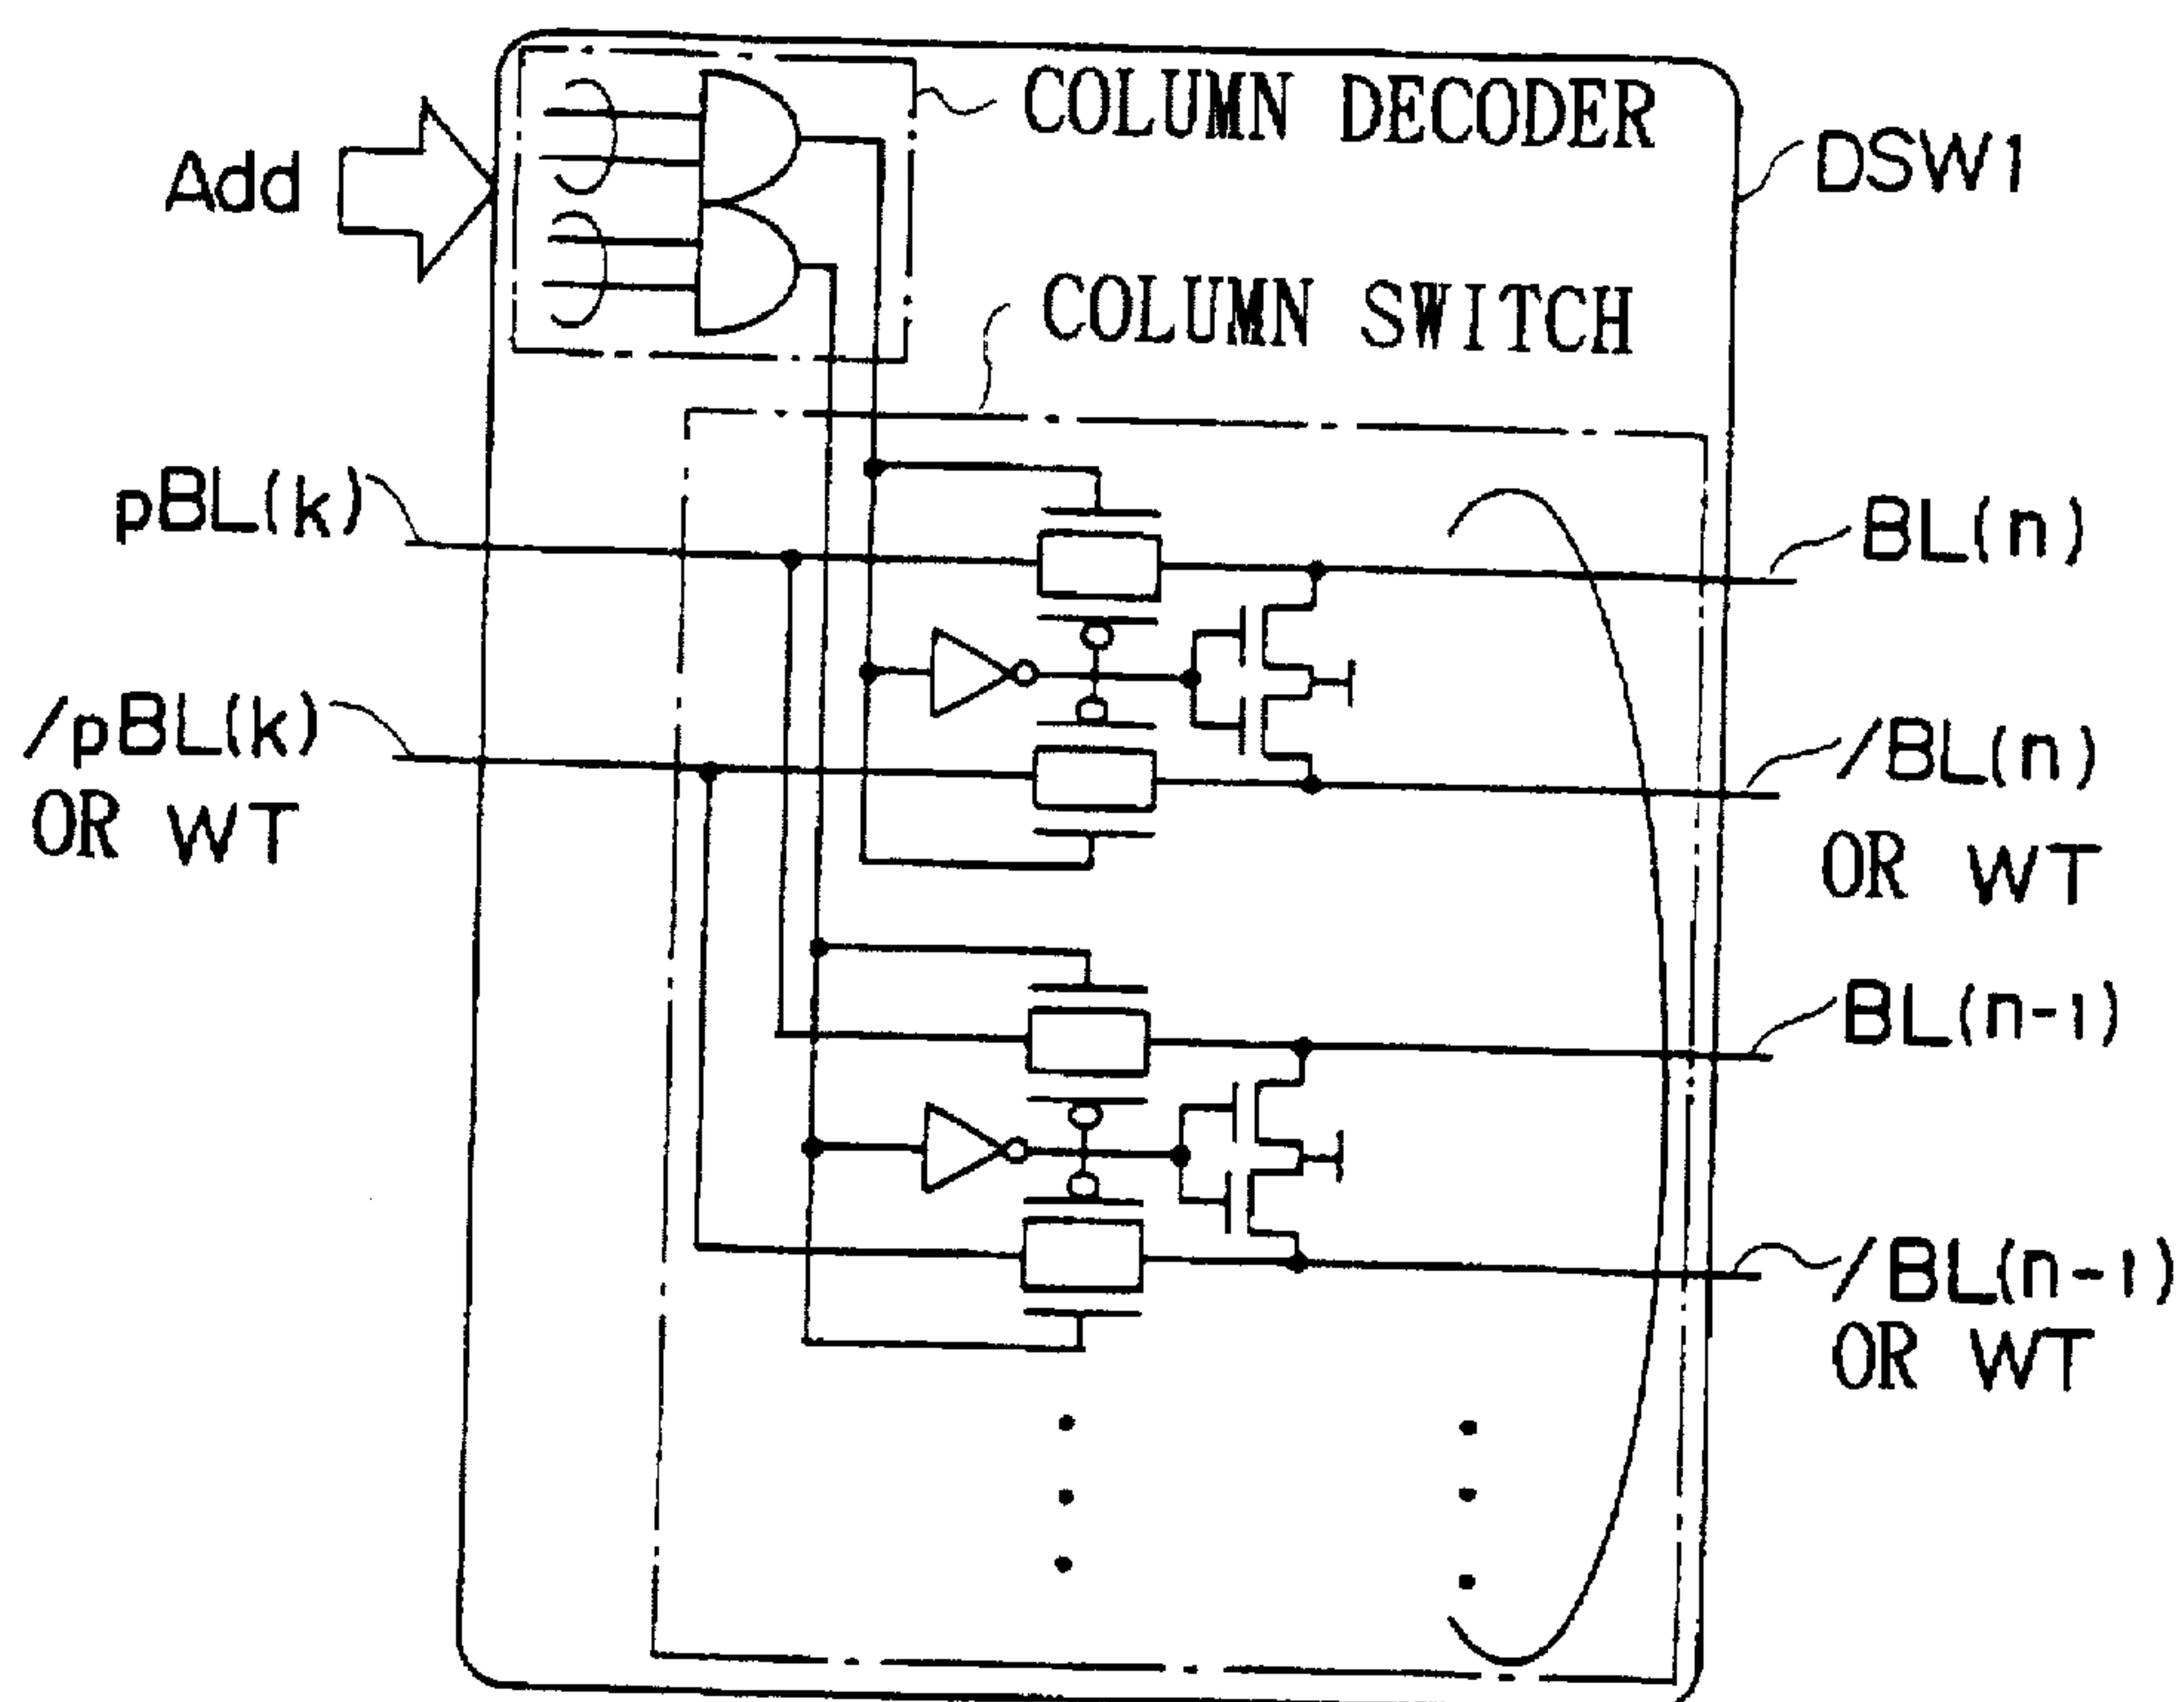 COLUMN DECODER
Add
DSW1
COLUMN SWITCH
pBL(k)
BL(n)
/pBL(k)
OR WT
/BL(n)
OR WT
BL(n-1)
/BL(n-1)
OR WT